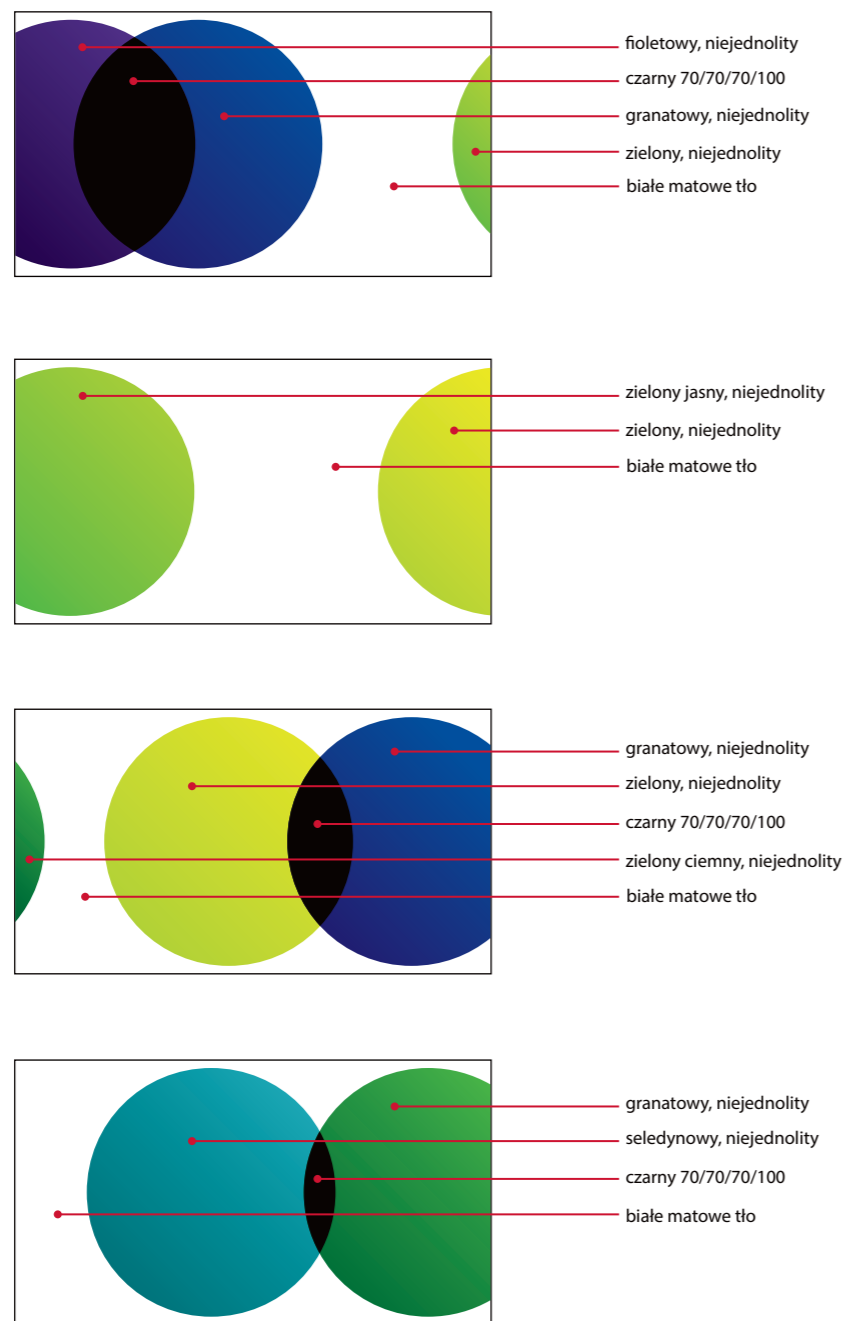 fioletowy, niejednolity
czarny 70/70/70/100
granatowy, niejednolity
zielony, niejednolity
białe matowe tło
zielony jasny, niejednolity
zielony, niejednolity
białe matowe tło
granatowy, niejednolity
zielony, niejednolity
czarny 70/70/70/100
zielony ciemny, niejednolity
białe matowe tło
granatowy, niejednolity
seledynowy, niejednolity
czarny 70/70/70/100
białe matowe tło